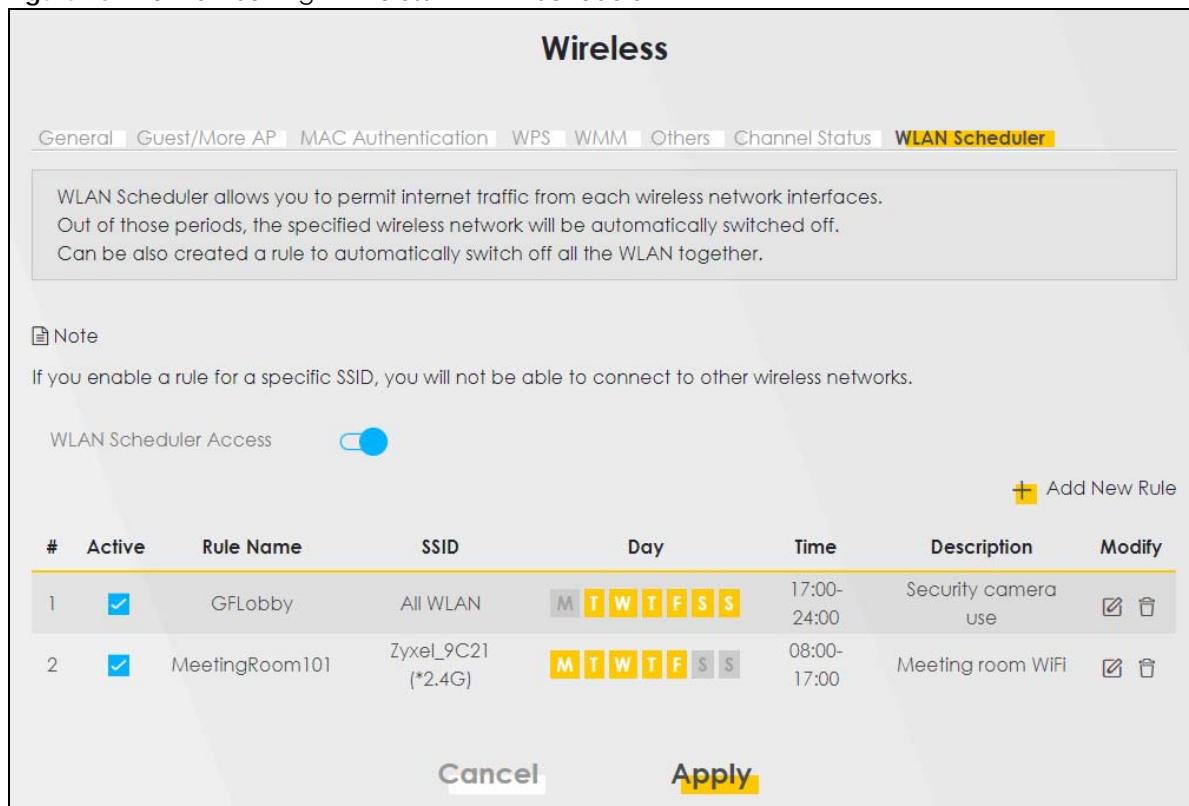 Wireless
General Guest/More AP MAC Authentication WPS WMM Others Channel Status WLAN Scheduler
WLAN Scheduler allows you to permit internet traffic from each wireless network interfaces.
Out of those periods, the specified wireless network will be automatically switched off.
Can be also created a rule to automatically switch off all the WLAN together.
Note
If you enable a rule for a specific SSID, you will not be able to connect to other wireless networks.
WLAN Scheduler Access
+ Add New Rule
# Active Rule Name SSID Day Time Description Modify
1 GFLobby All WLAN M T W T F S S 17:00-24:00 Security camera use
2 MeetingRoom101 Zyxel_9C21 (*2.4G) M T W T F S S 08:00-17:00 Meeting room WiFi
Cancel Apply